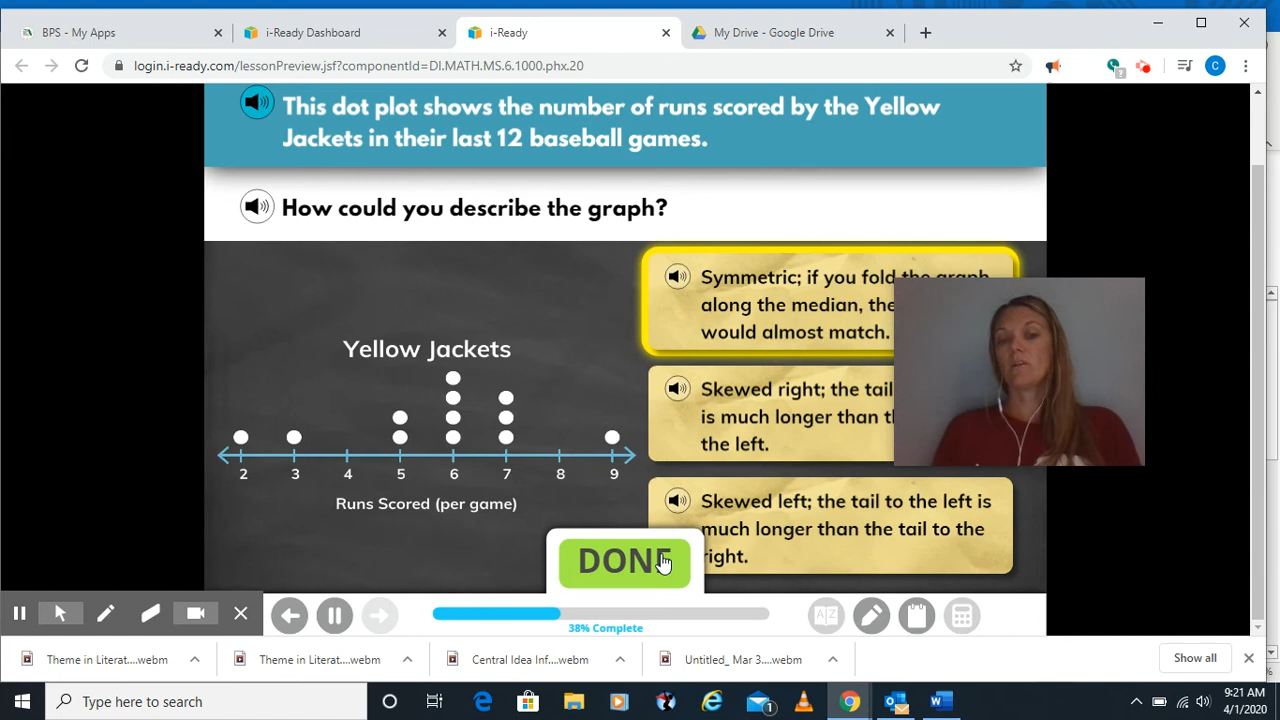 BPS - My Apps
i-Ready Dashboard
i-Ready
My Drive - Google Drive
login.i-ready.com/lessonPreview.jsf?componentId=DI.MATH.MS.6.1000.phx.20
C
This dot plot shows the number of runs scored by the Yellow
Jackets in their last 12 baseball games.
How could you describe the graph?
Symmetric; if you fold the graph
along the median, the
would almost match.
Yellow Jackets
2 3 4 5 6 7 8 9
Runs Scored (per game)
Skewed right; the tail
is much longer than
the left.
Skewed left; the tail to the left is
much longer than the tail to the
right.
DONE
38% Complete
A Z
Theme in Literat....webm
Theme in Literat....webm
Central Idea Inf....webm
Untitled_ Mar 3....webm
Show all
Type here to search
1
9:21 AM
4/1/2020